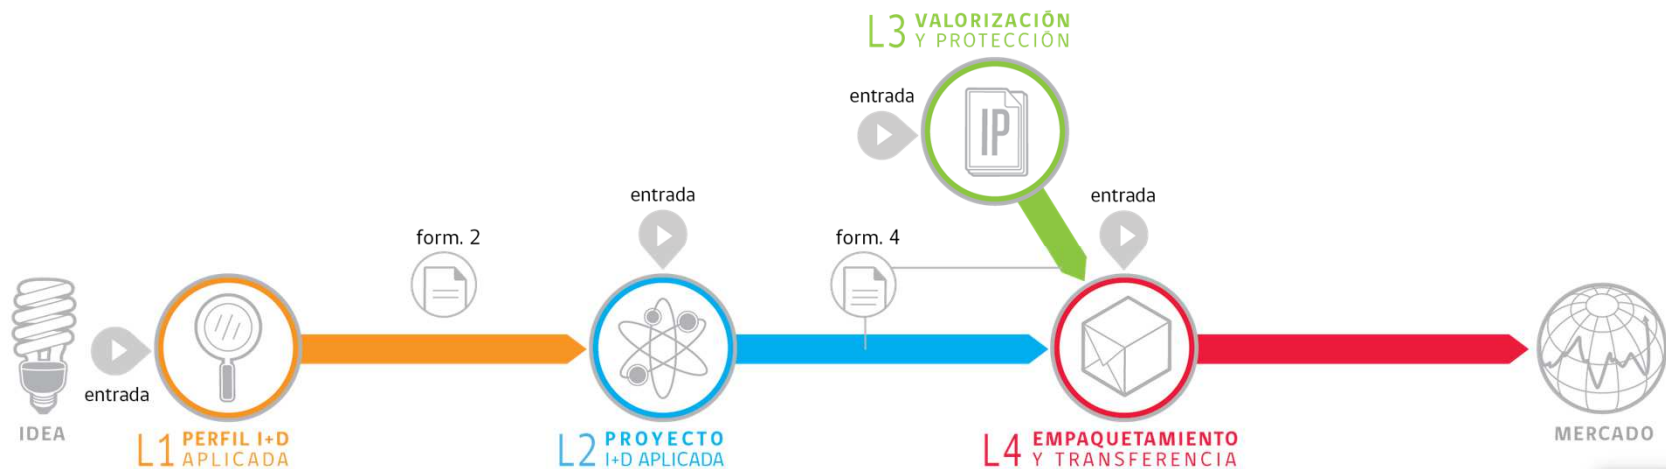 L3 VALORIZACIÓN
Y PROTECCIÓN
entrada
IP
entrada
entrada
form. 2
form. 4
entrada
IDEA
L1 PERFIL I+D
APLICADA
L2 PROYECTO
I+D APLICADA
L4 EMPAQUETAMIENTO
Y TRANSFERENCIA
MERCADO